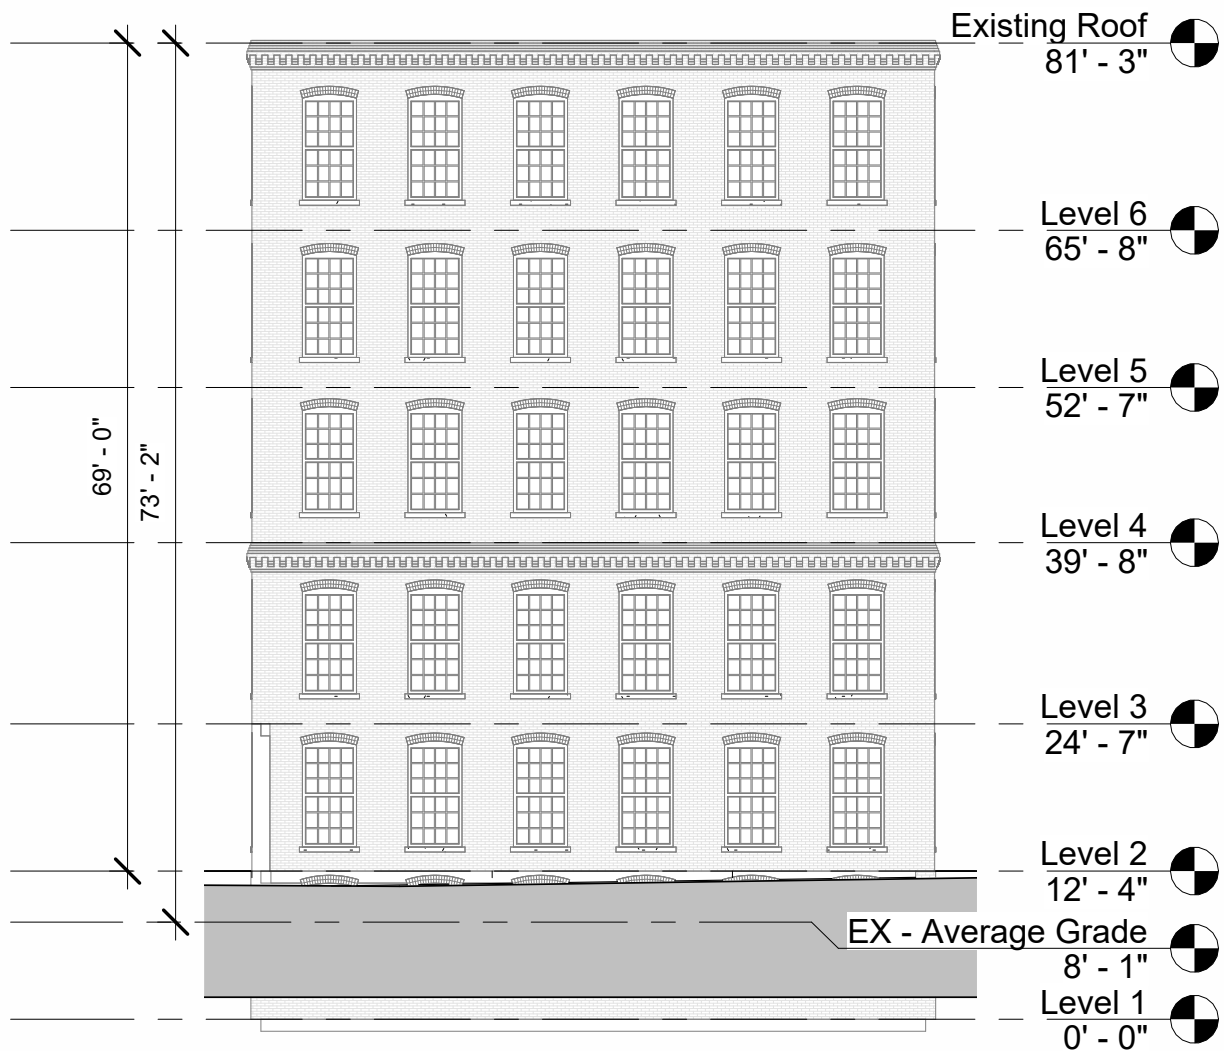 Existing Roof
81' - 3"
Level 6
65' - 8"
Level 5
52' - 7"
69' - 0"
73' - 2"
Level 4
39' - 8"
Level 3
24' - 7"
Level 2
12' - 4"
EX - Average Grade
8' - 1"
Level 1
0' - 0"